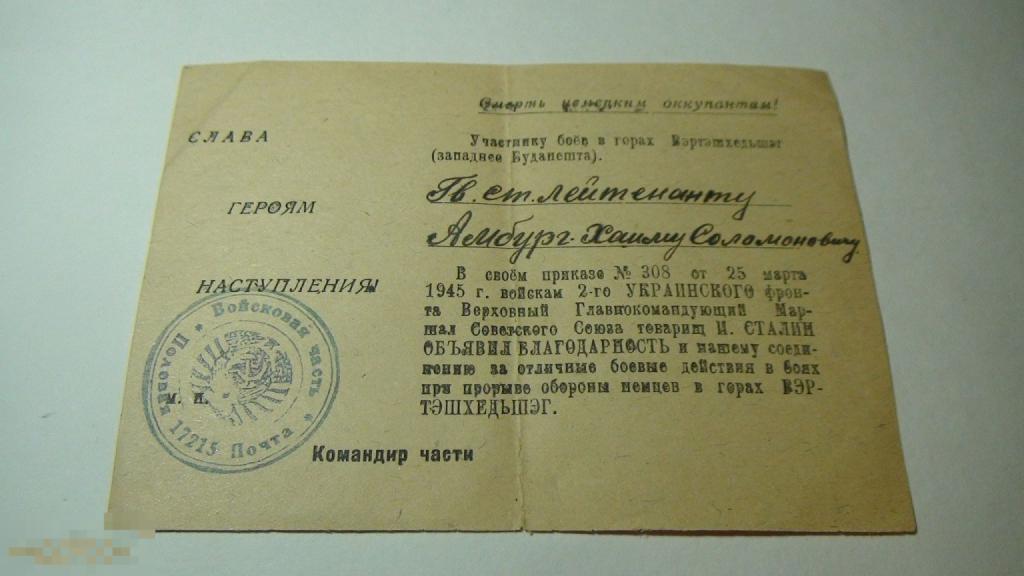 СЛАВА
ГЕРОЯМ
НАСТУПЛЕНИЯ!
Войсковая часть
Полевая
17215 Почта
М. П.
Командир части
Смерть немецким оккупантам!
Участнику боёв в горах Вэртэшхедьшэг
(западнее Будапешта).
Гв. ст. лейтенанту
Амбург Хаиму Соломоновичу
В своём приказе № 308 от 25 марта
1945 г. войскам 2-го УКРАИНСКОГО фрон-
та Верховный Главнокомандующий Мар-
шал Советского Союза товарищ И. СТАЛИН
ОБЪЯВИЛ БЛАГОДАРНОСТЬ и нашему соеди-
нению за отличные боевые действия в боях
при прорыве обороны немцев в горах ВЭР-
ТЭШХЕДЬШЭГ.